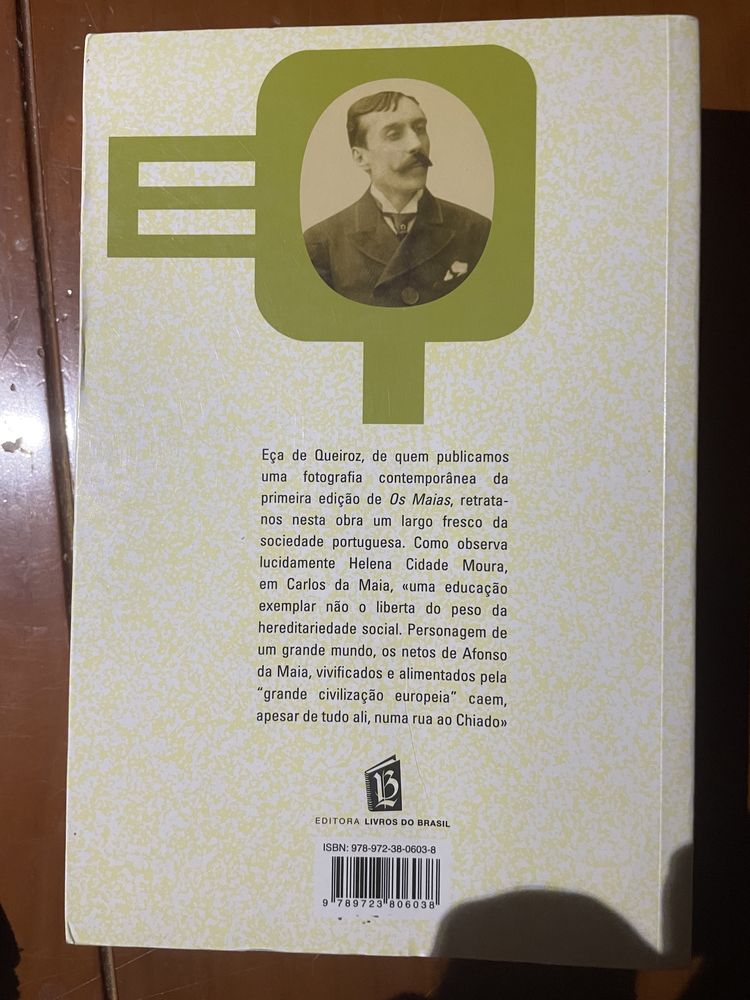 EQ
Eça de Queiroz, de quem publicamos
uma fotografia contemporânea da
primeira edição de Os Maias, retrata-
nos nesta obra um largo fresco da
sociedade portuguesa. Como observa
lucidamente Helena Cidade Moura,
em Carlos da Maia, «uma educação
exemplar não o liberta do peso da
hereditariedade social. Personagem de
um grande mundo, os netos de Afonso
da Maia, vivificados e alimentados pela
“grande civilização europeia” caem,
apesar de tudo ali, numa rua ao Chiado»
B
EDITORA LIVROS DO BRASIL
ISBN: 978-972-38-0603-8
9 789723 806038